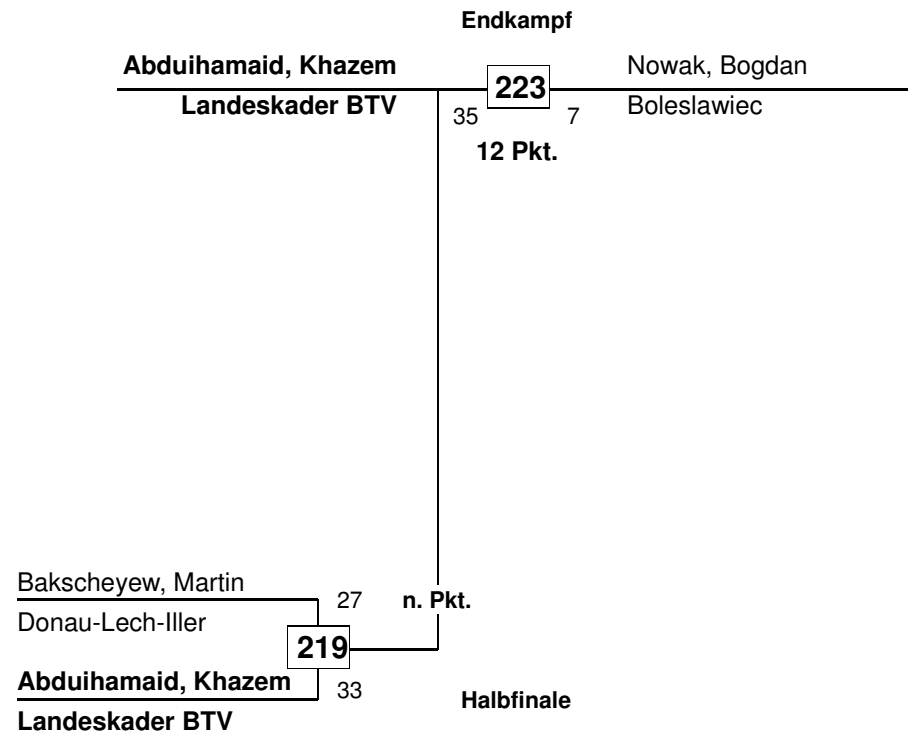 Endkampf
Abduihamaid, Khazem
Landeskader BTV
223
Nowak, Bogdan
Boleslawiec
35
7
12 Pkt.
Bakscheyew, Martin
Donau-Lech-Iller
27
n. Pkt.
219
Abduihamaid, Khazem
Landeskader BTV
33
Halbfinale